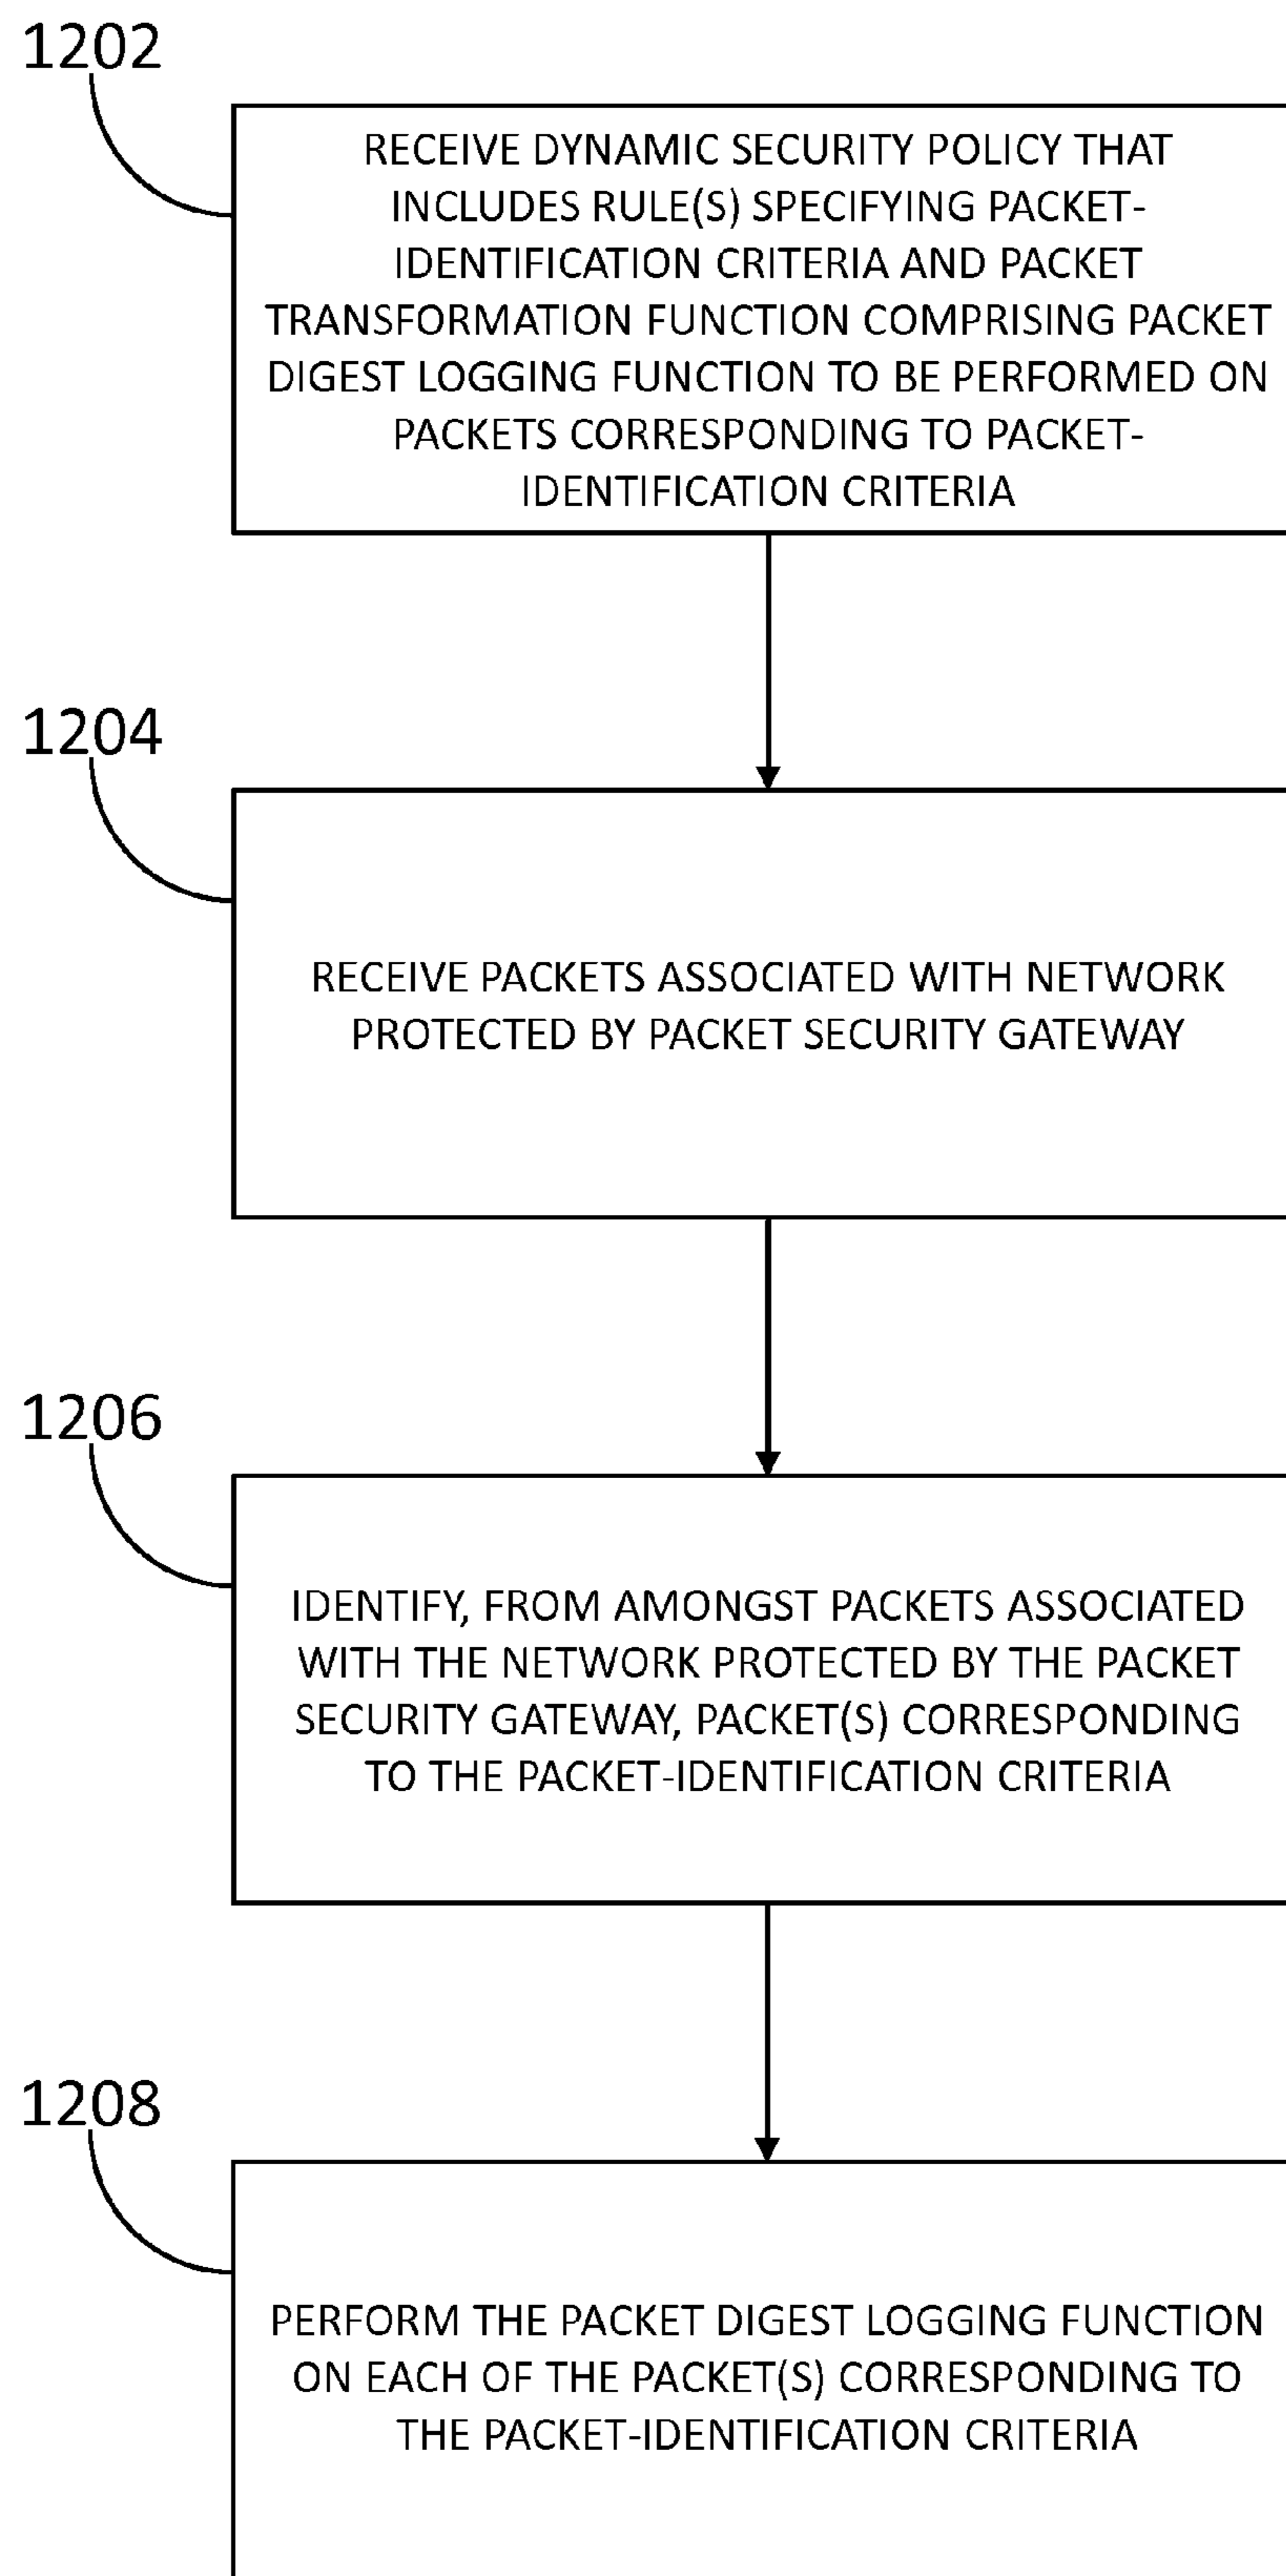 1202
RECEIVE DYNAMIC SECURITY POLICY THAT
INCLUDES RULE(S) SPECIFYING PACKET-
IDENTIFICATION CRITERIA AND PACKET
TRANSFORMATION FUNCTION COMPRISING PACKET
DIGEST LOGGING FUNCTION TO BE PERFORMED ON
PACKETS CORRESPONDING TO PACKET-
IDENTIFICATION CRITERIA
1204
RECEIVE PACKETS ASSOCIATED WITH NETWORK
PROTECTED BY PACKET SECURITY GATEWAY
1206
IDENTIFY, FROM AMONGST PACKETS ASSOCIATED
WITH THE NETWORK PROTECTED BY THE PACKET
SECURITY GATEWAY, PACKET(S) CORRESPONDING
TO THE PACKET-IDENTIFICATION CRITERIA
1208
PERFORM THE PACKET DIGEST LOGGING FUNCTION
ON EACH OF THE PACKET(S) CORRESPONDING TO
THE PACKET-IDENTIFICATION CRITERIA